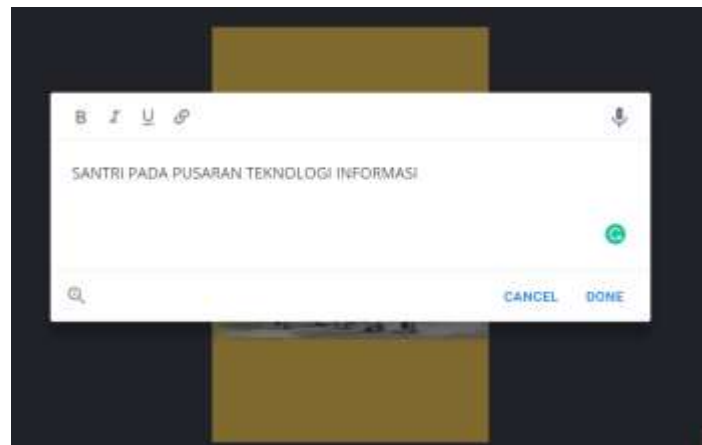 B I U
SANTRI PADA PUSARAN TEKNOLOGI INFORMASI
CANCEL DONE